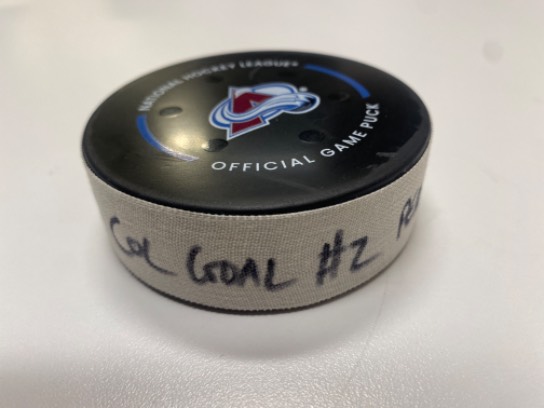 NATIONAL HOCKEY LEAGUE®
OFFICIAL GAME PUCK
COL GOAL #2